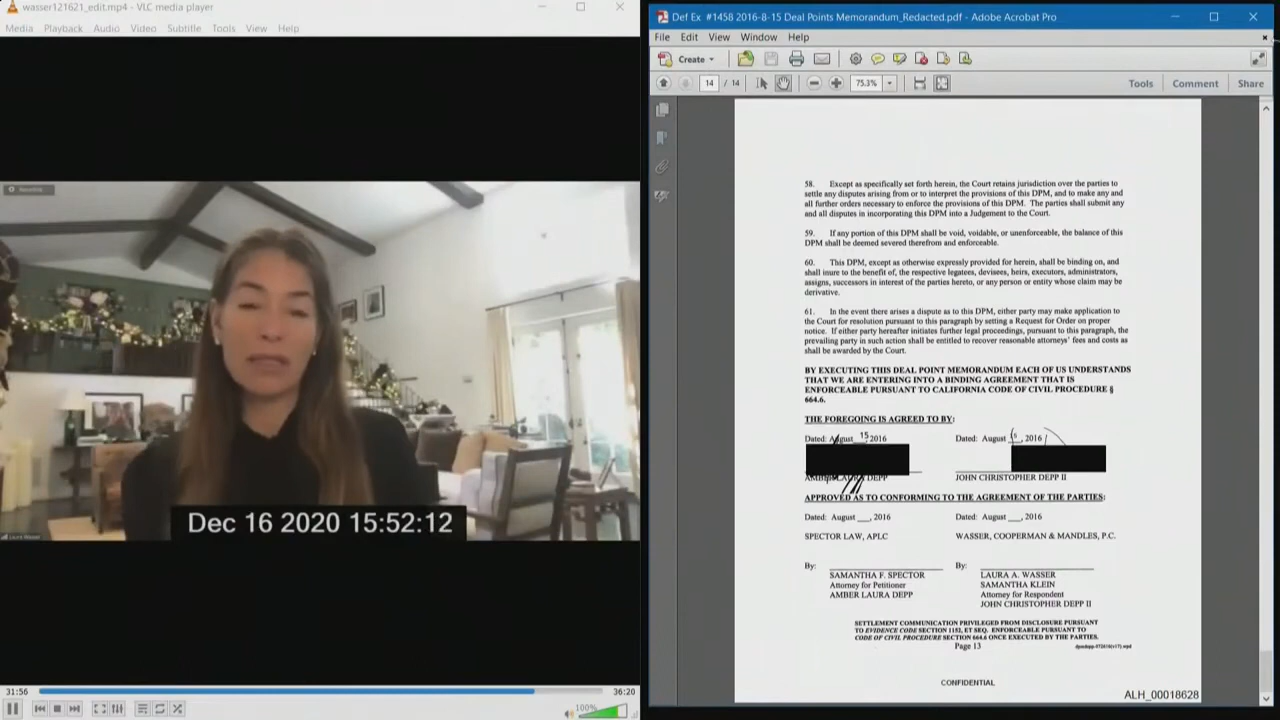 wasser121621_edit.mp4 - VLC media player
Media Playback Audio Video Subtitle Tools View Help
Dec 16 2020 15:52:12
31:56
36:20
100%
Def Ex #1458 2016-8-15 Deal Points Memorandum_Redacted.pdf - Adobe Acrobat Pro
File Edit View Window Help
Create
14 / 14
75.3%
Tools Comment Share
58. Except as specifically set forth herein, the Court retains jurisdiction over the parties to
settle any disputes arising from or to interpret the provisions of this DPM, and to make any and
all further orders necessary to enforce the provisions of this DPM. The parties shall submit any
and all disputes in incorporating this DPM into a Judgement to the Court.
59. If any portion of this DPM shall be void, voidable, or unenforceable, the balance of this
DPM shall be deemed severed therefrom and enforceable.
60. This DPM, except as otherwise expressly provided for herein, shall be binding on, and
shall inure to the benefit of, the respective legatees, devisees, heirs, executors, administrators,
assigns, successors in interest of the parties hereto, or any person or entity whose claim may be
derivative.
61. In the event there arises a dispute as to this DPM, either party may make application to
the Court for resolution pursuant to this paragraph by setting a Request for Order on proper
notice. If either party hereafter initiates further legal proceedings, pursuant to this paragraph, the
prevailing party in such action shall be entitled to recover reasonable attorneys' fees and costs as
shall be awarded by the Court.
BY EXECUTING THIS DEAL POINT MEMORANDUM EACH OF US UNDERSTANDS
THAT WE ARE ENTERING INTO A BINDING AGREEMENT THAT IS
ENFORCEABLE PURSUANT TO CALIFORNIA CODE OF CIVIL PROCEDURE §
664.6.
THE FOREGOING IS AGREED TO BY:
Dated: August 15, 2016 Dated: August , 2016
DEPP JOHN CHRISTOPHER DEPP II
APPROVED AS TO CONFORMING TO THE AGREEMENT OF THE PARTIES:
Dated: August ___, 2016 Dated: August ___, 2016
SPECTOR LAW, APLC WASSER, COOPERMAN & MANDLES, P.C.
By: By:
SAMANTHA F. SPECTOR LAURA A. WASSER
Attorney for Petitioner SAMANTHA KLEIN
AMBER LAURA DEPP Attorney for Respondent
JOHN CHRISTOPHER DEPP II
SETTLEMENT COMMUNICATION PRIVILEGED FROM DISCLOSURE PURSUANT
TO EVIDENCE CODE SECTION 1152, ET SEQ. ENFORCEABLE PURSUANT TO
CODE OF CIVIL PROCEDURE SECTION 664.6 ONCE EXECUTED BY THE PARTIES.
Page 13
CONFIDENTIAL
ALH_00018628